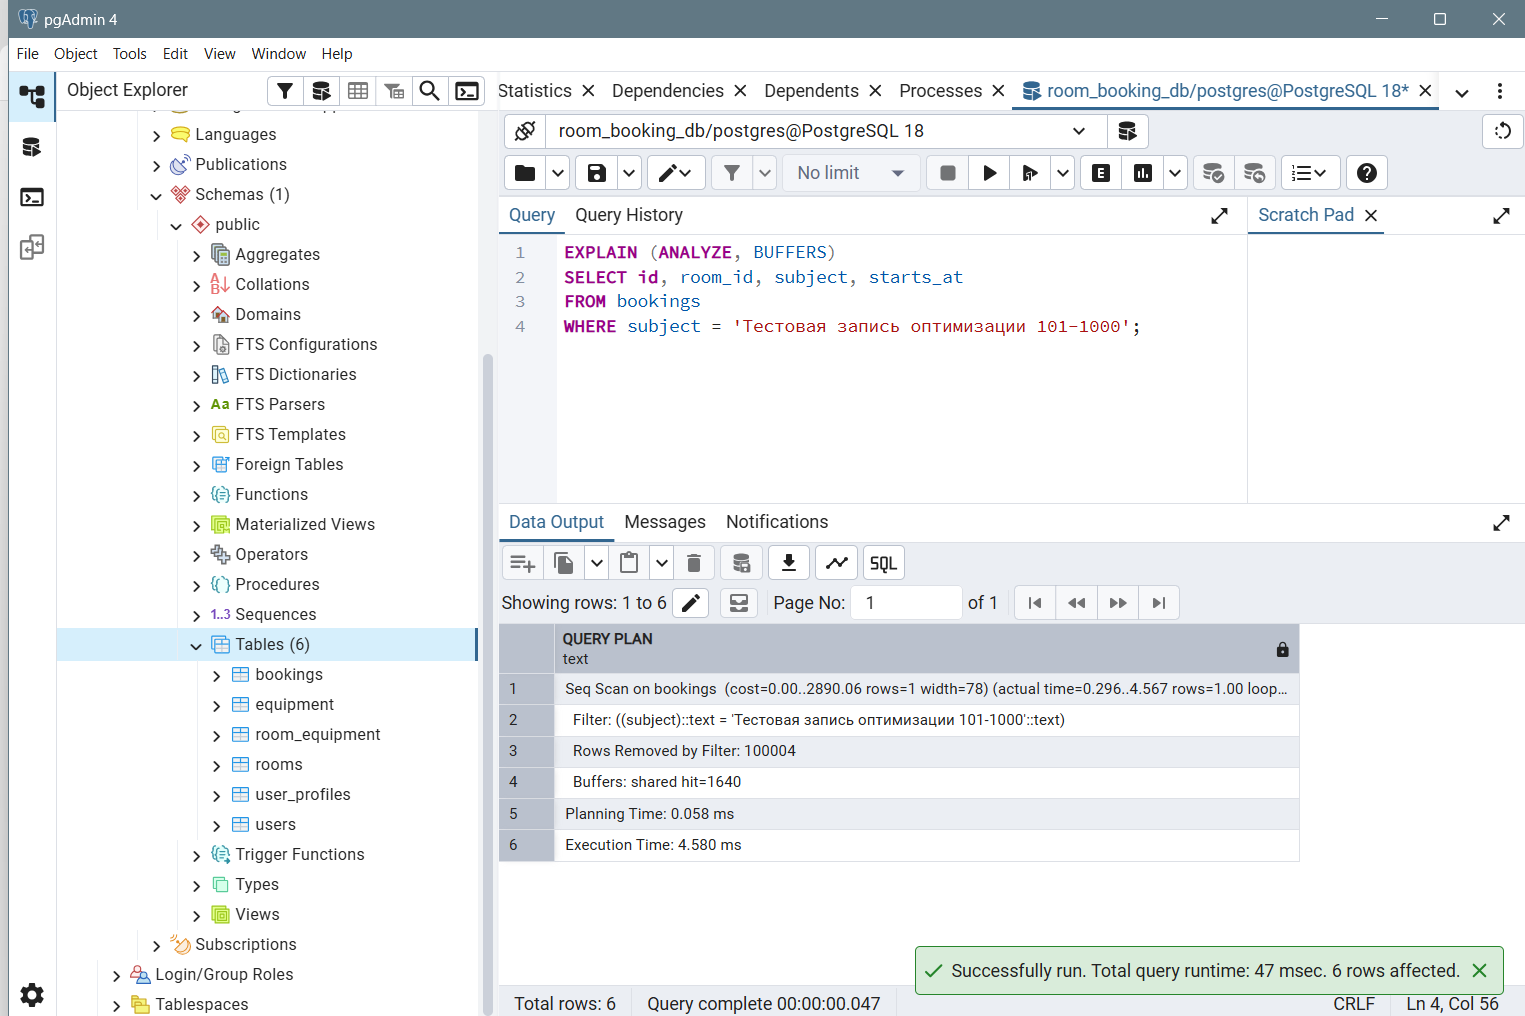 pgAdmin 4
File Object Tools Edit View Window Help
Object Explorer
Statistics Dependencies Dependents Processes room_booking_db/postgres@PostgreSQL 18*
room_booking_db/postgres@PostgreSQL 18
No limit
E
Query Query History
Scratch Pad
1 EXPLAIN (ANALYZE, BUFFERS)
2 SELECT id, room_id, subject, starts_at
3 FROM bookings
4 WHERE subject = 'Тестовая запись оптимизации 101-1000';
Languages
Publications
Schemas (1)
public
Aggregates
Collations
Domains
FTS Configurations
FTS Dictionaries
Aa FTS Parsers
FTS Templates
Foreign Tables
Functions
Materialized Views
Operators
Procedures
1..3 Sequences
Tables (6)
bookings
equipment
room_equipment
rooms
user_profiles
users
Trigger Functions
Types
Views
Subscriptions
Login/Group Roles
Tablespaces
Data Output Messages Notifications
SQL
Showing rows: 1 to 6 Page No: 1 of 1
QUERY PLAN
text
1 Seq Scan on bookings (cost=0.00..2890.06 rows=1 width=78) (actual time=0.296..4.567 rows=1.00 loop…
2 Filter: ((subject)::text = 'Тестовая запись оптимизации 101-1000'::text)
3 Rows Removed by Filter: 100004
4 Buffers: shared hit=1640
5 Planning Time: 0.058 ms
6 Execution Time: 4.580 ms
Successfully run. Total query runtime: 47 msec. 6 rows affected.
Total rows: 6 Query complete 00:00:00.047 CRLF Ln 4, Col 56